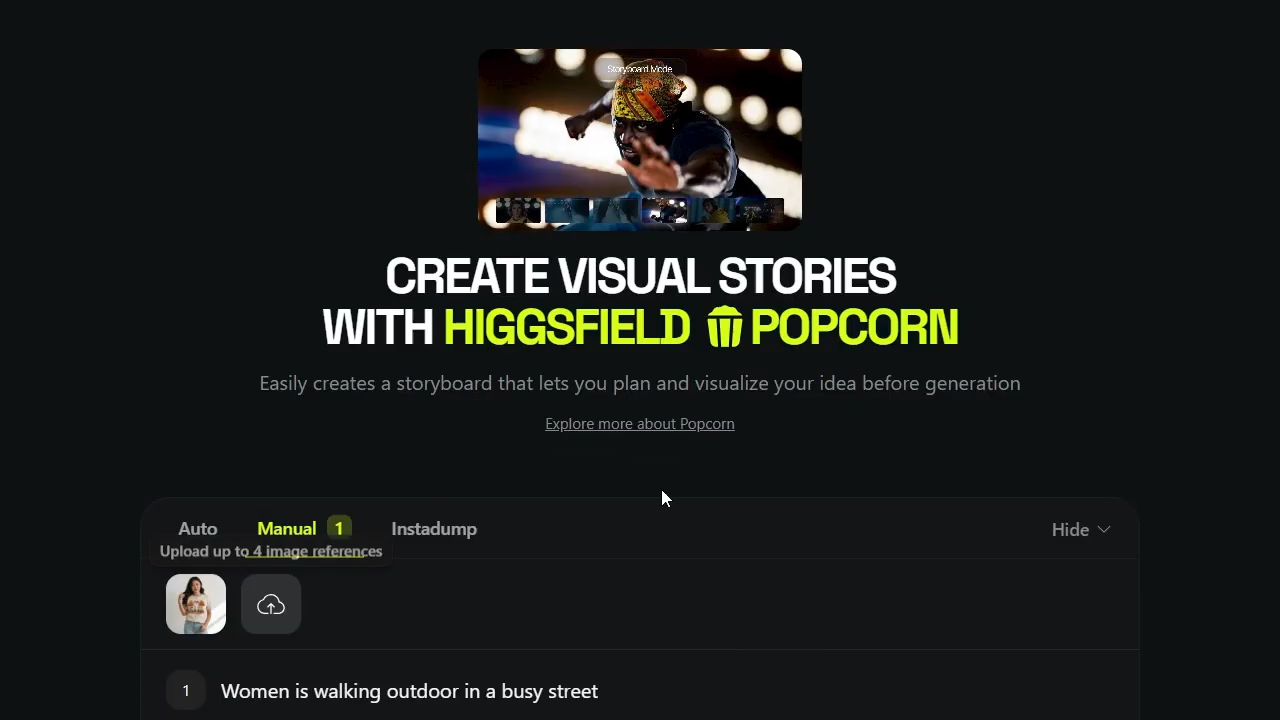 Storyboard Mode
CREATE VISUAL STORIES
WITH HIGGSFIELD POPCORN
Easily creates a storyboard that lets you plan and visualize your idea before generation
Explore more about Popcorn
Auto
Manual 1
Instadump
Hide
Upload up to 4 image references
1 Women is walking outdoor in a busy street